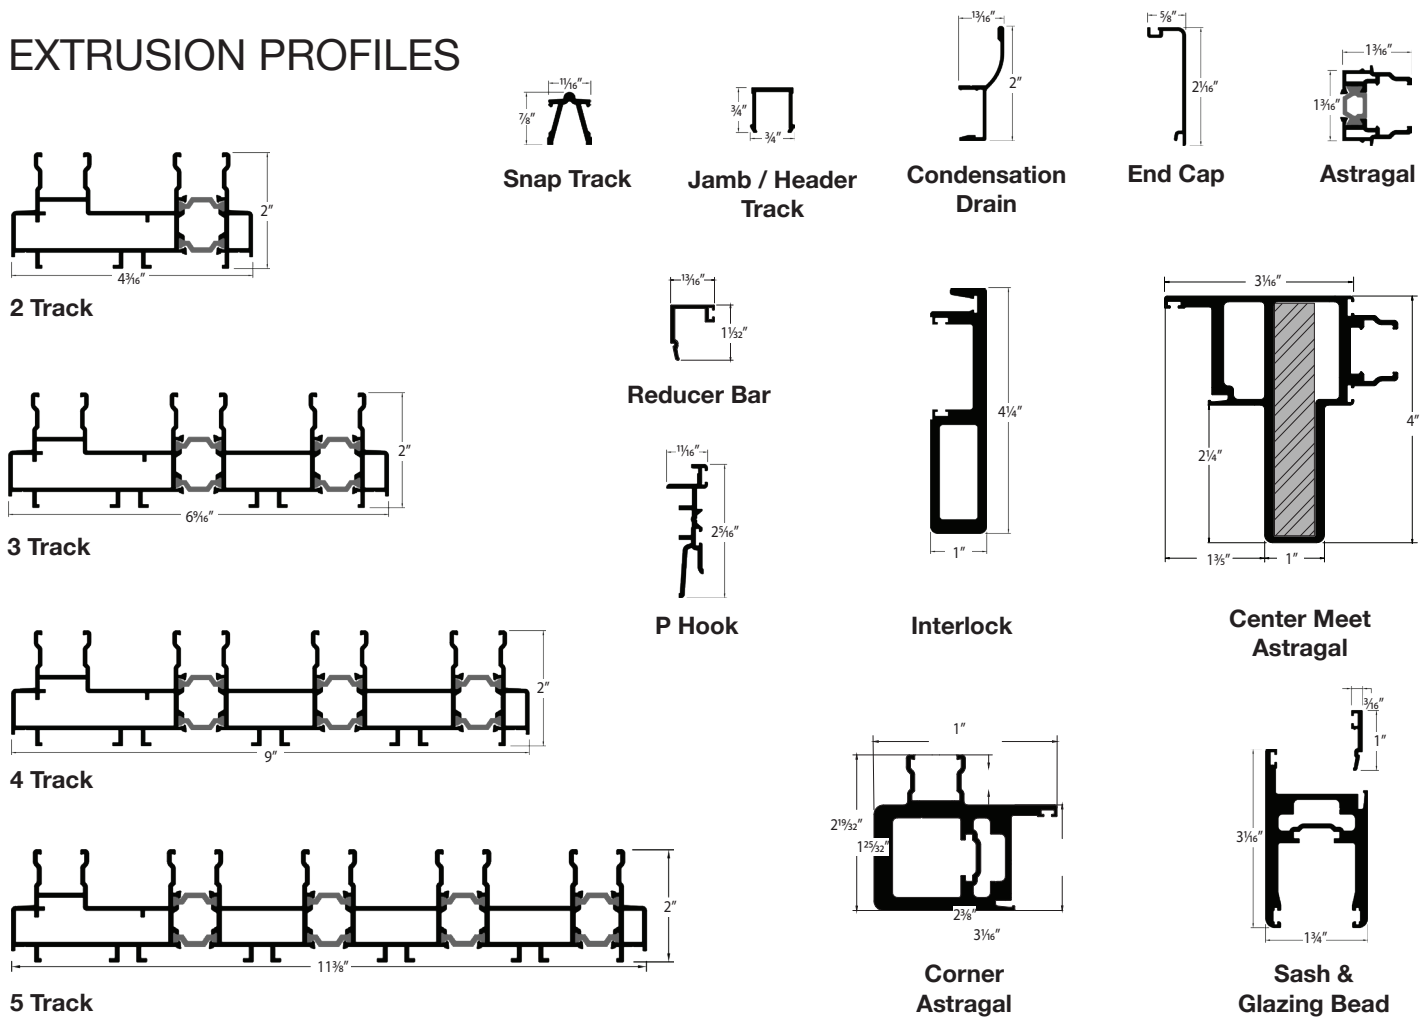 EXTRUSION PROFILES
11⁄16”
7⁄8”
Snap Track
3⁄4”
3⁄4”
Jamb / Header
Track
13⁄16”
2”
Condensation
Drain
5⁄8”
21⁄16”
End Cap
13⁄16”
13⁄16”
Astragal
2”
43⁄16”
2 Track
13⁄16”
11⁄32”
Reducer Bar
41⁄4”
1”
Interlock
31⁄16”
4”
21⁄4”
13⁄5”
1”
Center Meet
Astragal
2”
69⁄16”
3 Track
11⁄16”
25⁄16”
P Hook
2”
9”
4 Track
1”
219⁄32”
125⁄32”
23⁄8”
31⁄16”
Corner
Astragal
3⁄16”
1”
31⁄16”
13⁄4”
Sash &
Glazing Bead
2”
113⁄8”
5 Track